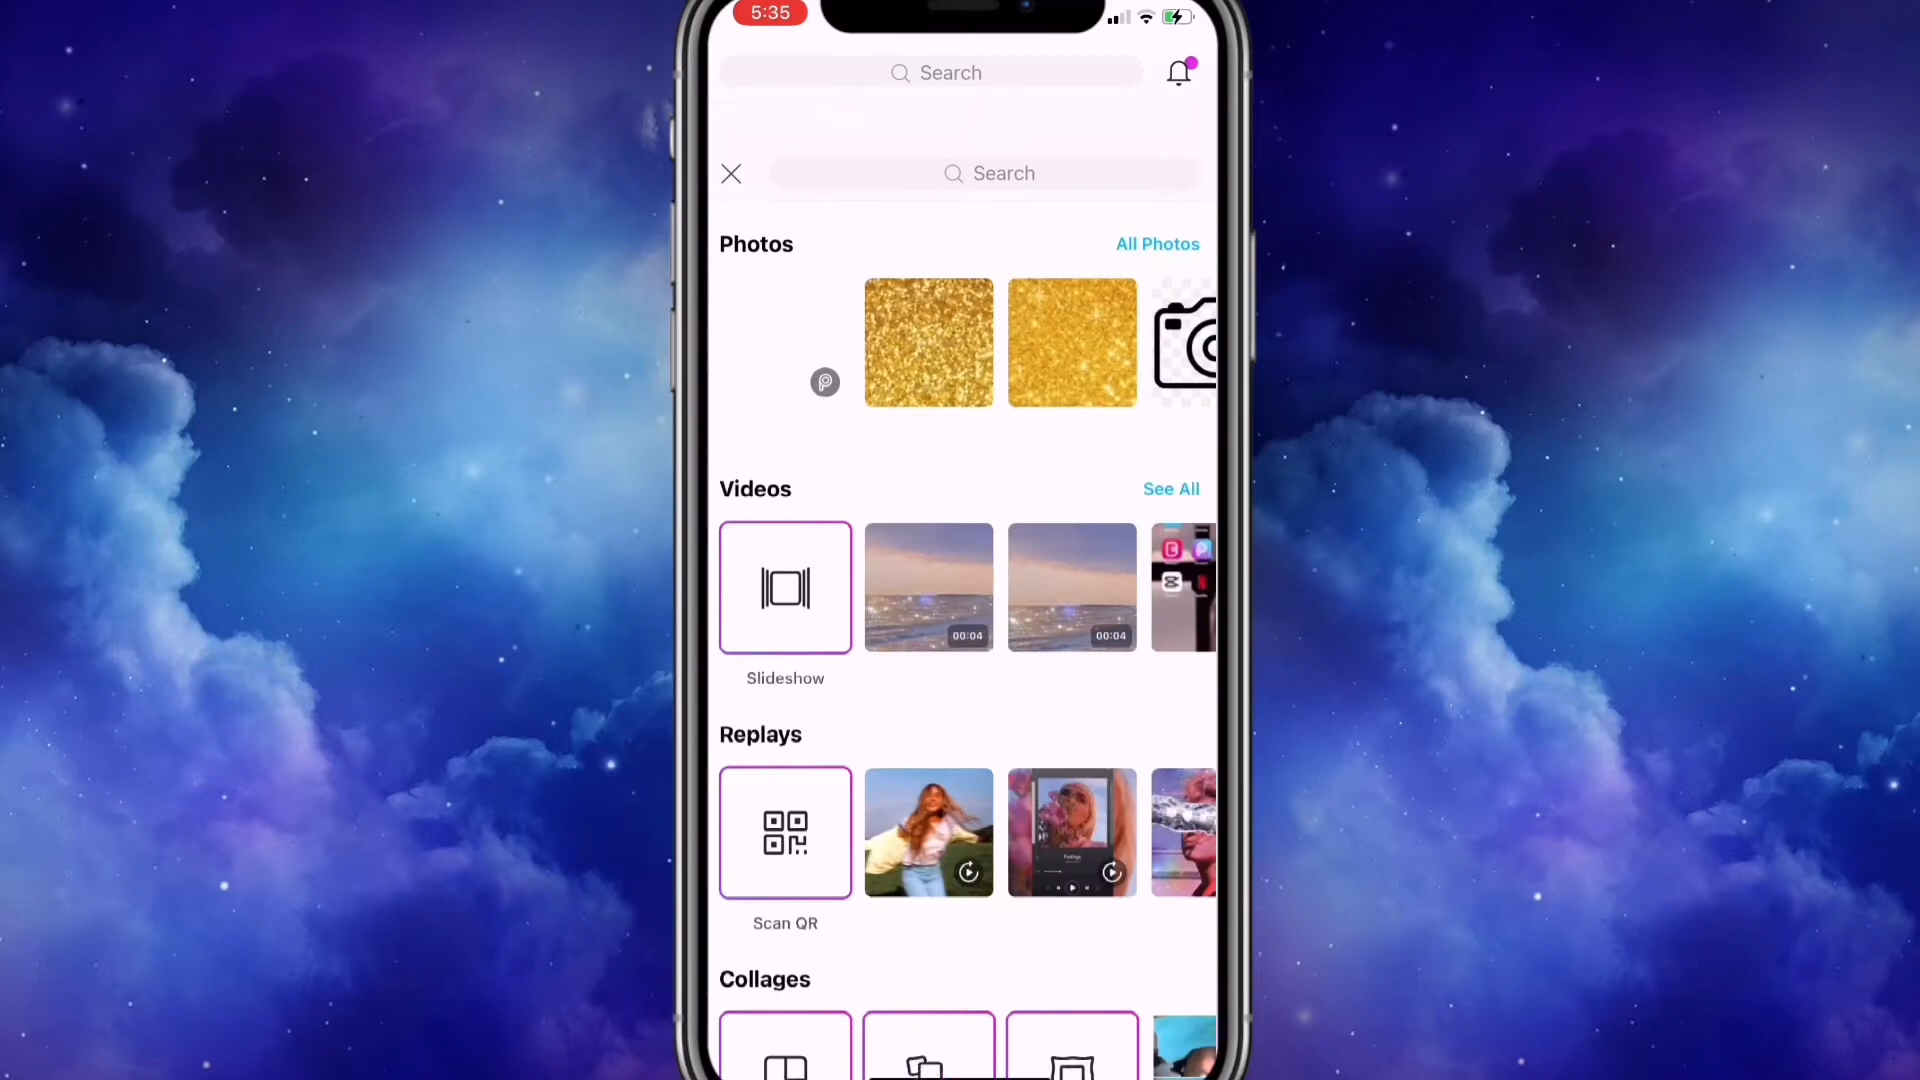 5:35
Search
Search
Photos
All Photos
Videos
See All
00:04
00:04
Slideshow
Replays
Scan QR
Collages